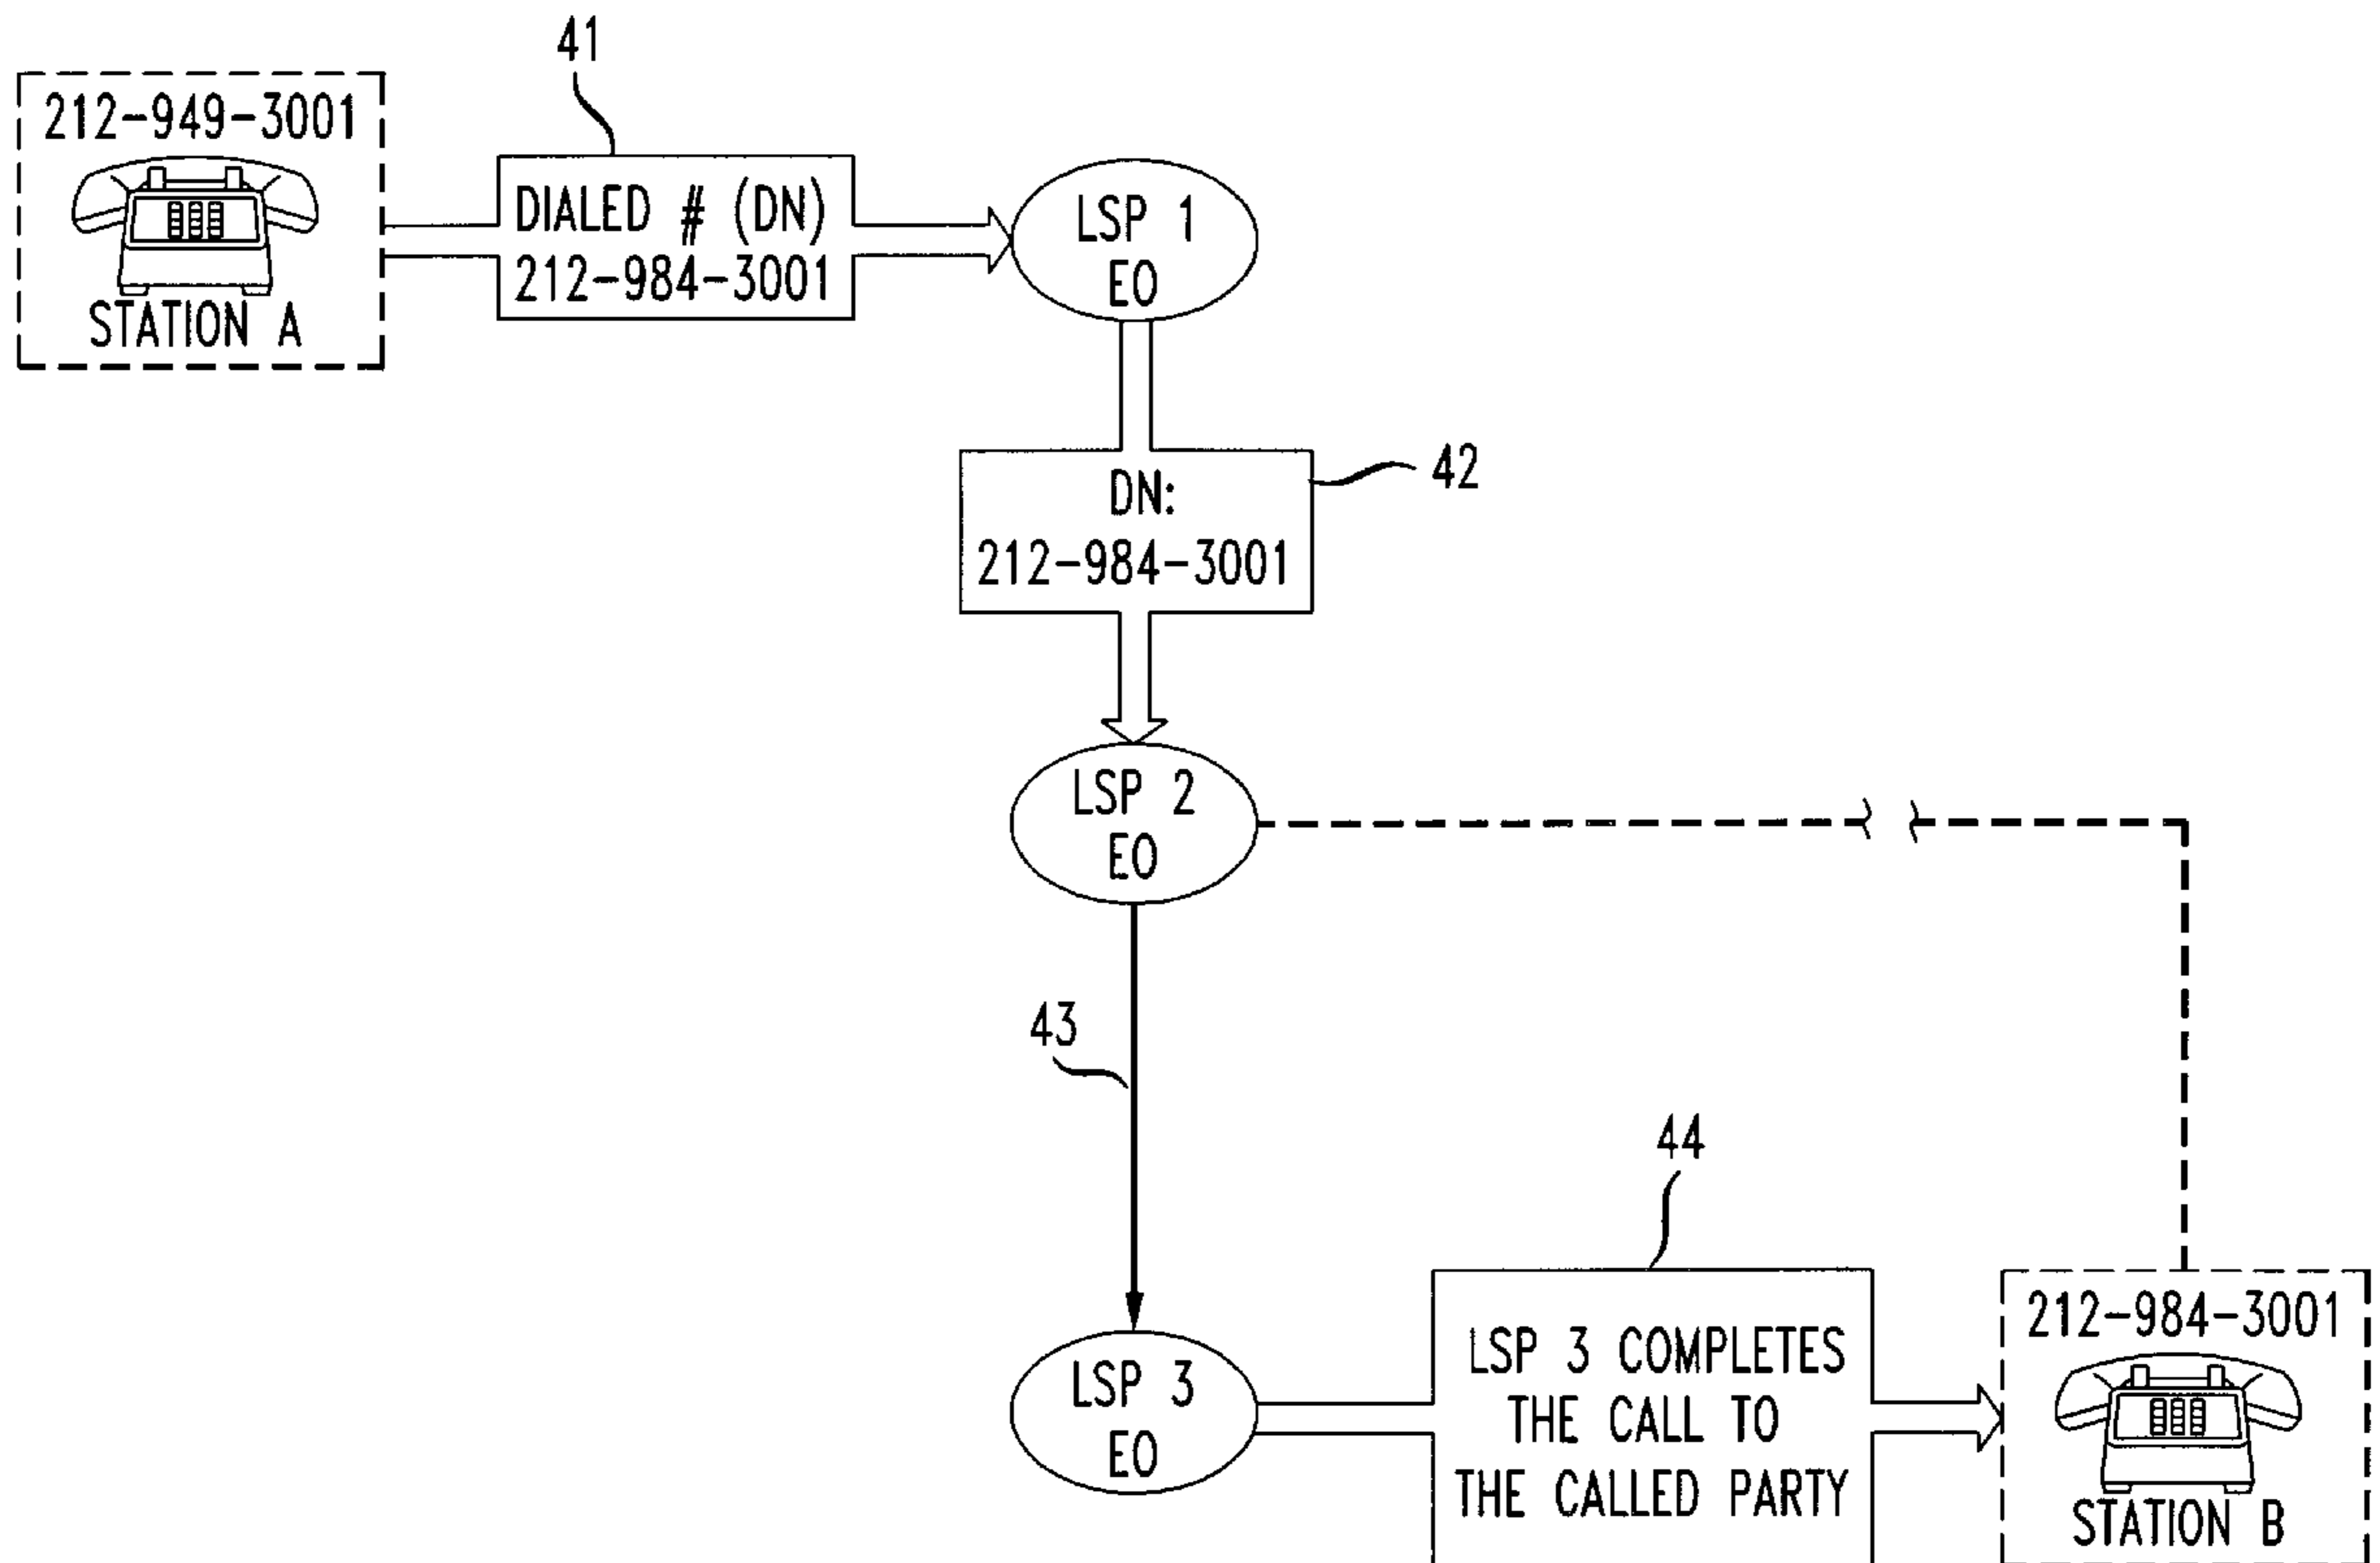 41
212-949-3001
STATION A
DIALED # (DN)
212-984-3001
LSP 1
EO
42
DN:
212-984-3001
LSP 2
EO
43
LSP 3
EO
44
LSP 3 COMPLETES
THE CALL TO
THE CALLED PARTY
212-984-3001
STATION B